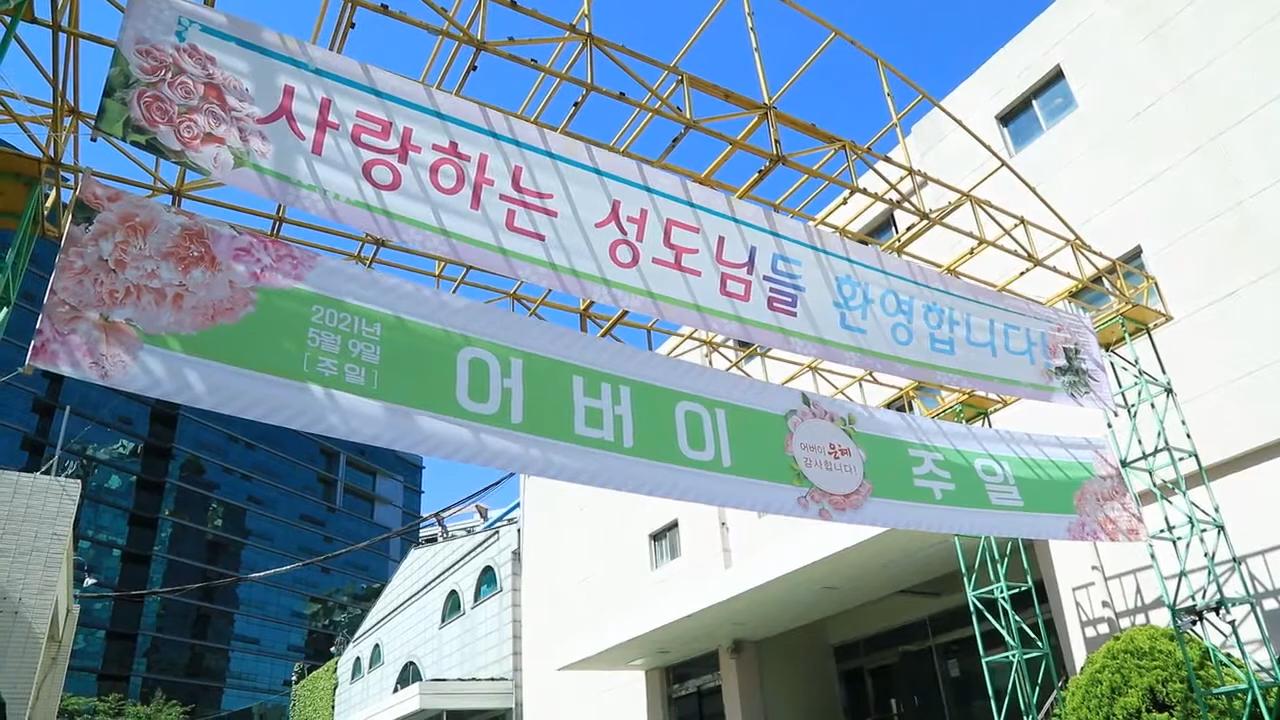 사랑하는 성도님들 환영합니다!
2021년
5월 9일
[ 주 일 ]
어버이
어버이 은혜
감사합니다!
주일